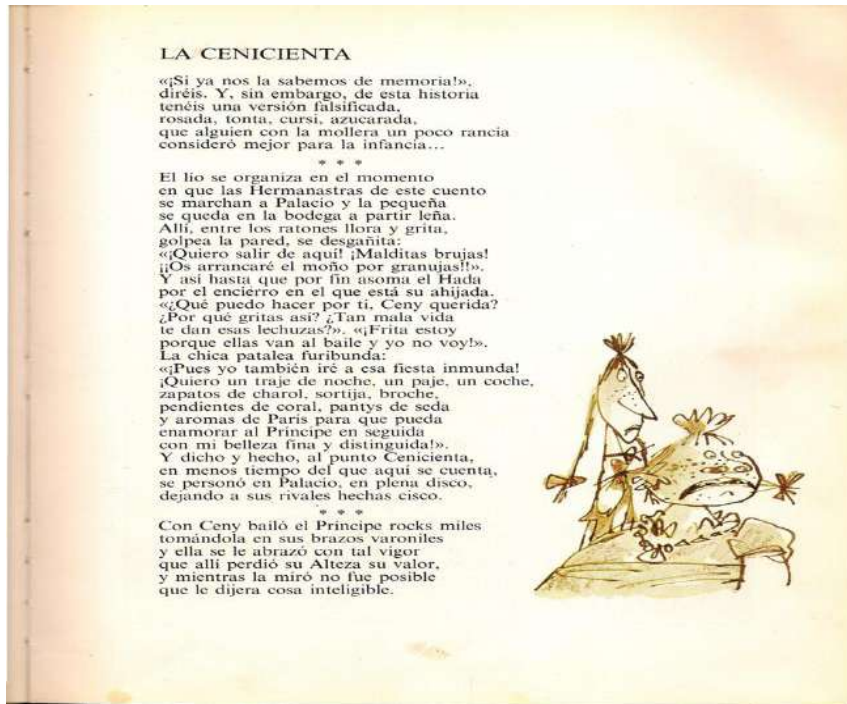 LA CENICIENTA
«¡Si ya nos la sabemos de memoria!»,
diréis. Y, sin embargo, de esta historia
tenéis una versión falsificada,
rosada, tonta, cursi, azucarada,
que alguien con la mollera un poco rancia
consideró mejor para la infancia...
* * *
El lío se organiza en el momento
en que las Hermanastras de este cuento
se marchan a Palacio y la pequeña
se queda en la bodega a partir leña.
Allí, entre los ratones llora y grita,
golpea la pared, se desgañita:
«¡Quiero salir de aquí! ¡Malditas brujas!
¡¡Os arrancaré el moño por granujas!!».
Y así hasta que por fin asoma el Hada
por el encierro en el que está su ahijada.
«¿Qué puedo hacer por ti, Ceny querida?
¿Por qué gritas así? ¿Tan mala vida
te dan esas lechuzas?». «¡Frita estoy
porque ellas van al baile y yo no voy!».
La chica patalea furibunda:
«¡Pues yo también iré a esa fiesta inmunda!
¡Quiero un traje de noche, un paje, un coche,
zapatos de charol, sortija, broche,
pendientes de coral, pantys de seda
y aromas de París para que pueda
enamorar al Príncipe en seguida
con mi belleza fina y distinguida!».
Y dicho y hecho, al punto Cenicienta,
en menos tiempo del que aquí se cuenta,
se personó en Palacio, en plena disco,
dejando a sus rivales hechas cisco.
* * *
Con Ceny bailó el Príncipe rocks miles
tomándola en sus brazos varoniles
y ella se le abrazó con tal vigor
que allí perdió su Alteza su valor,
y mientras la miró no fue posible
que le dijera cosa inteligible.